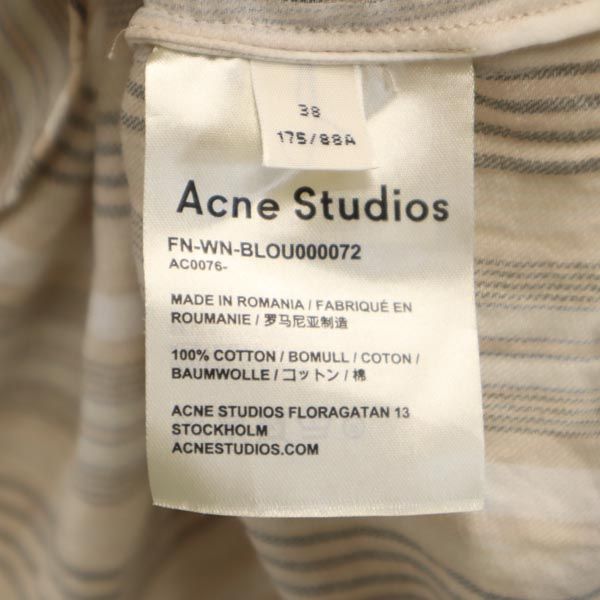 38
175/88A
Acne Studios
FN-WN-BLOU000072
AC0076-
MADE IN ROMANIA / FABRIQUÉ EN
ROUMANIE / 罗马尼亚制造
100% COTTON / BOMULL / COTON /
BAUMWOLLE / コットン / 棉
ACNE STUDIOS FLORAGATAN 13
STOCKHOLM
ACNESTUDIOS.COM